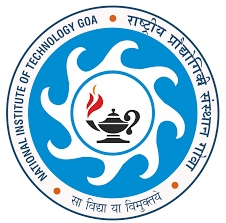 NATIONAL INSTITUTE OF TECHNOLOGY GOA
राष्ट्रीय प्रौद्योगिकी संस्थान गोवा
सा विद्या या विमुक्तये